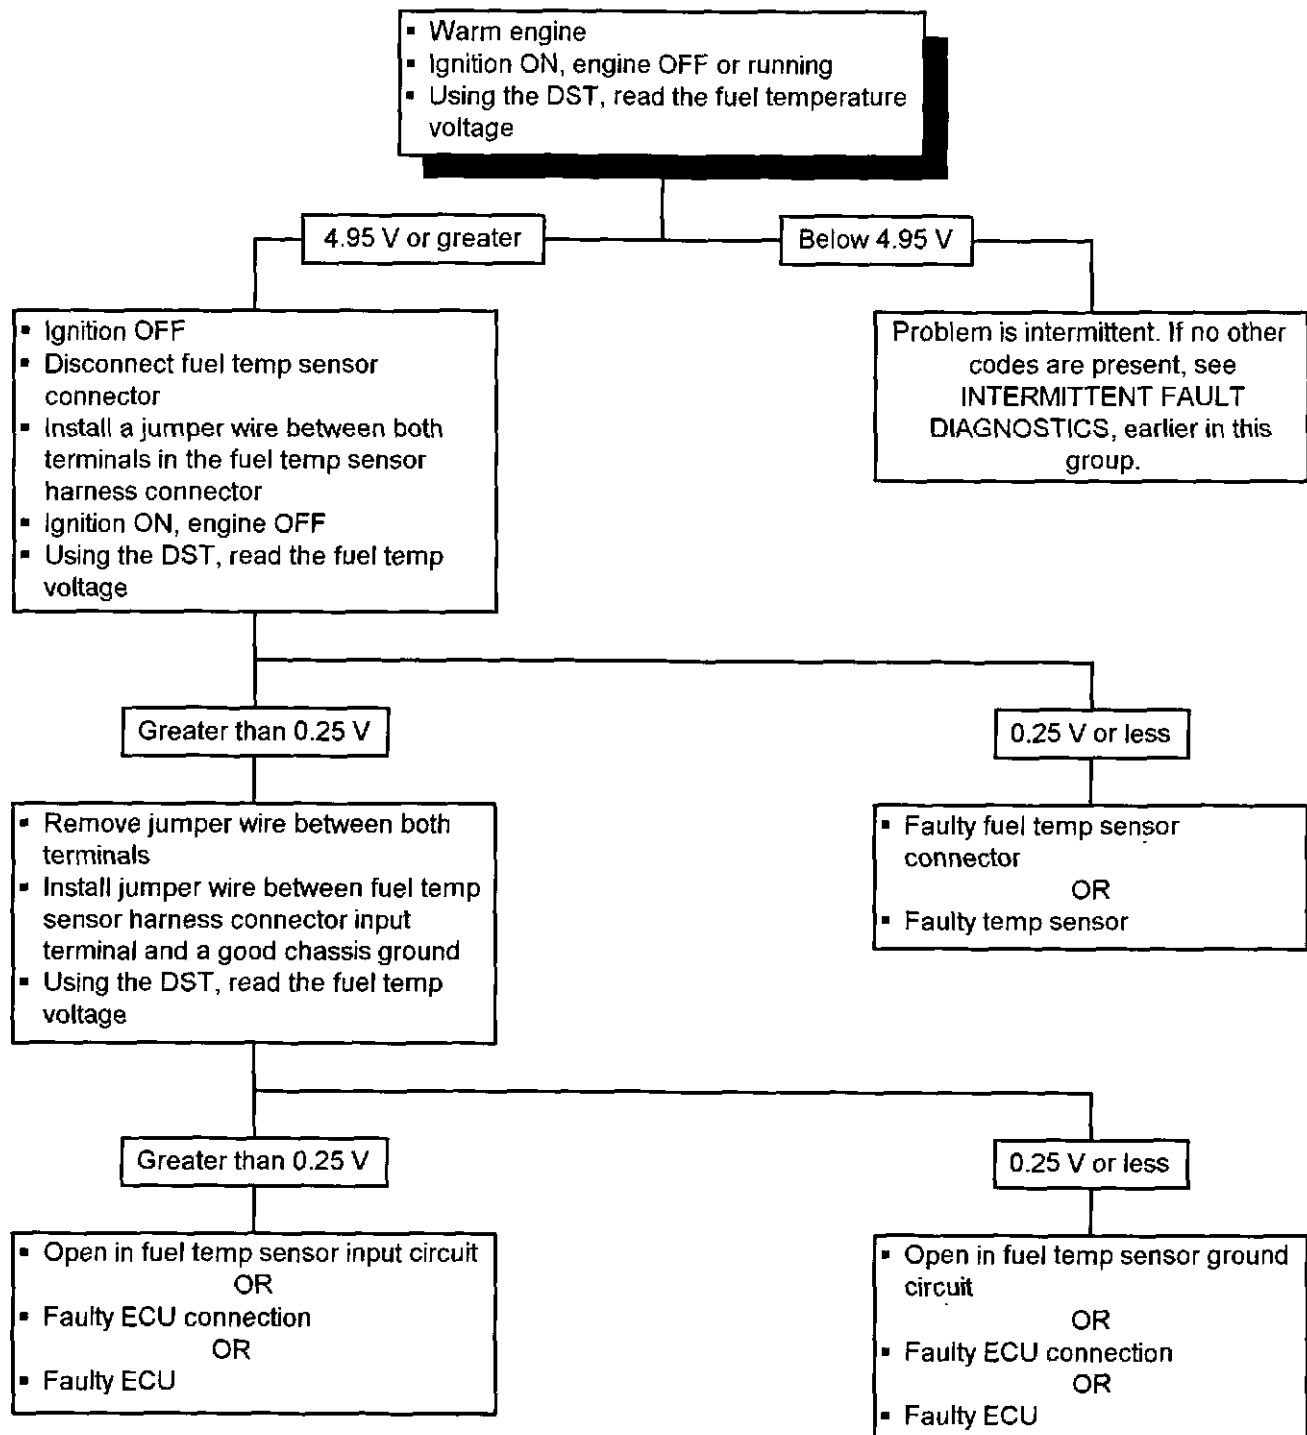 ▪ Warm engine
▪ Ignition ON, engine OFF or running
▪ Using the DST, read the fuel temperature
voltage
4.95 V or greater
Below 4.95 V
▪ Ignition OFF
▪ Disconnect fuel temp sensor
connector
▪ Install a jumper wire between both
terminals in the fuel temp sensor
harness connector
▪ Ignition ON, engine OFF
▪ Using the DST, read the fuel temp
voltage
Problem is intermittent. If no other
codes are present, see
INTERMITTENT FAULT
DIAGNOSTICS, earlier in this
group.
Greater than 0.25 V
0.25 V or less
▪ Remove jumper wire between both
terminals
▪ Install jumper wire between fuel temp
sensor harness connector input
terminal and a good chassis ground
▪ Using the DST, read the fuel temp
voltage
▪ Faulty fuel temp sensor
connector
OR
▪ Faulty temp sensor
Greater than 0.25 V
0.25 V or less
▪ Open in fuel temp sensor input circuit
OR
▪ Faulty ECU connection
OR
▪ Faulty ECU
▪ Open in fuel temp sensor ground
circuit
OR
▪ Faulty ECU connection
OR
▪ Faulty ECU